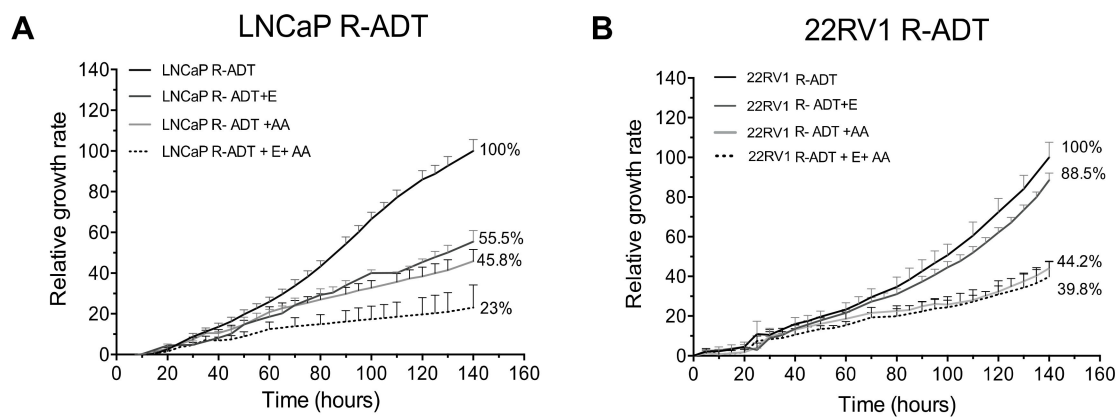 A
LNCaP R-ADT
Relative growth rate
140
120
100
80
60
40
20
0
LNCaP R-ADT
LNCaP R- ADT+E
LNCaP R- ADT +AA
LNCaP R-ADT + E+ AA
100%
55.5%
45.8%
23%
0 20 40 60 80 100 120 140 160
Time (hours)
B
22RV1 R-ADT
Relative growth rate
140
120
100
80
60
40
20
0
22RV1 R-ADT
22RV1 R- ADT+E
22RV1 R- ADT +AA
22RV1 R-ADT + E+ AA
100%
88.5%
44.2%
39.8%
0 20 40 60 80 100 120 140 160
Time (hours)